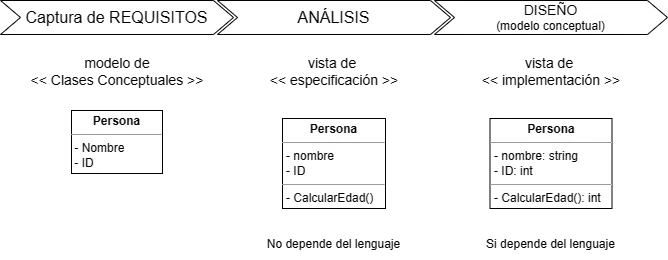 Captura de REQUISITOS
ANÁLISIS
DISEÑO
(modelo conceptual)
modelo de
<< Clases Conceptuales >>
vista de
<< especificación >>
vista de
<< implementación >>
Persona
- Nombre
- ID
Persona
- nombre
- ID
- CalcularEdad()
Persona
- nombre: string
- ID: int
- CalcularEdad(): int
No depende del lenguaje
Si depende del lenguaje